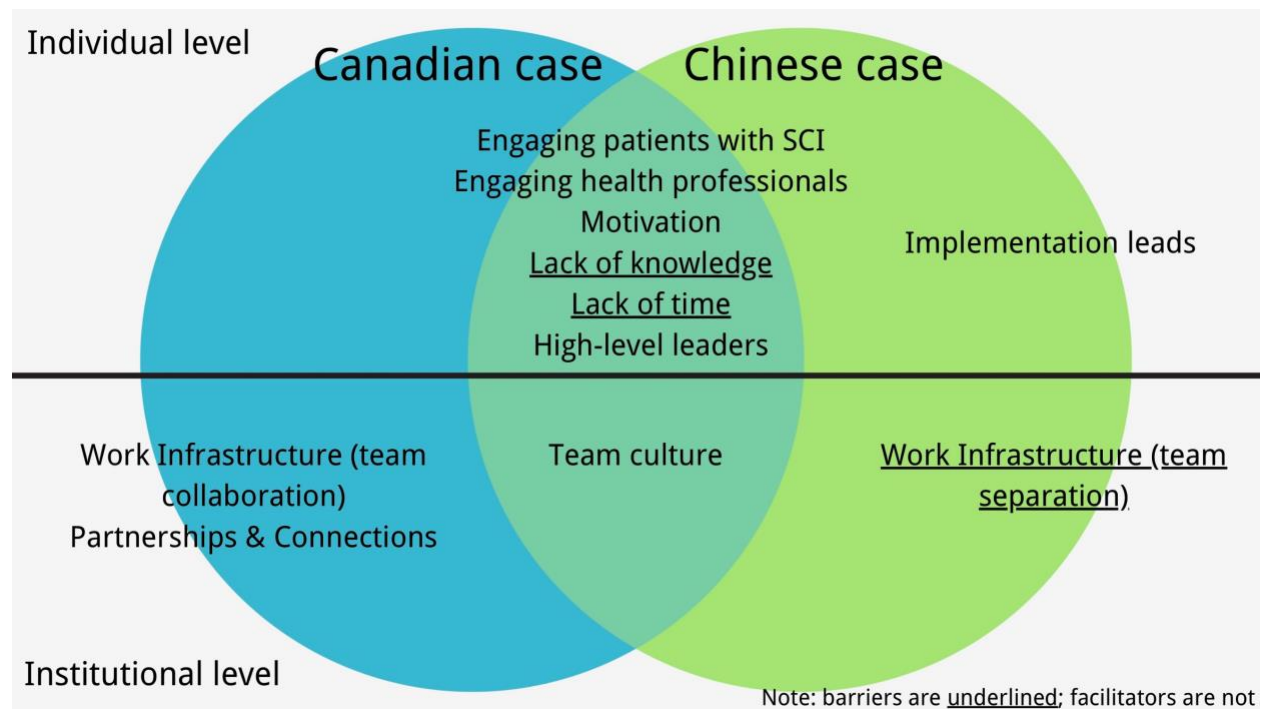 Individual level
Canadian case
Chinese case
Engaging patients with SCI
Engaging health professionals
Motivation
Lack of knowledge
Lack of time
High-level leaders
Implementation leads
Work Infrastructure (team
collaboration)
Partnerships & Connections
Team culture
Work Infrastructure (team
separation)
Institutional level
Note: barriers are underlined; facilitators are not